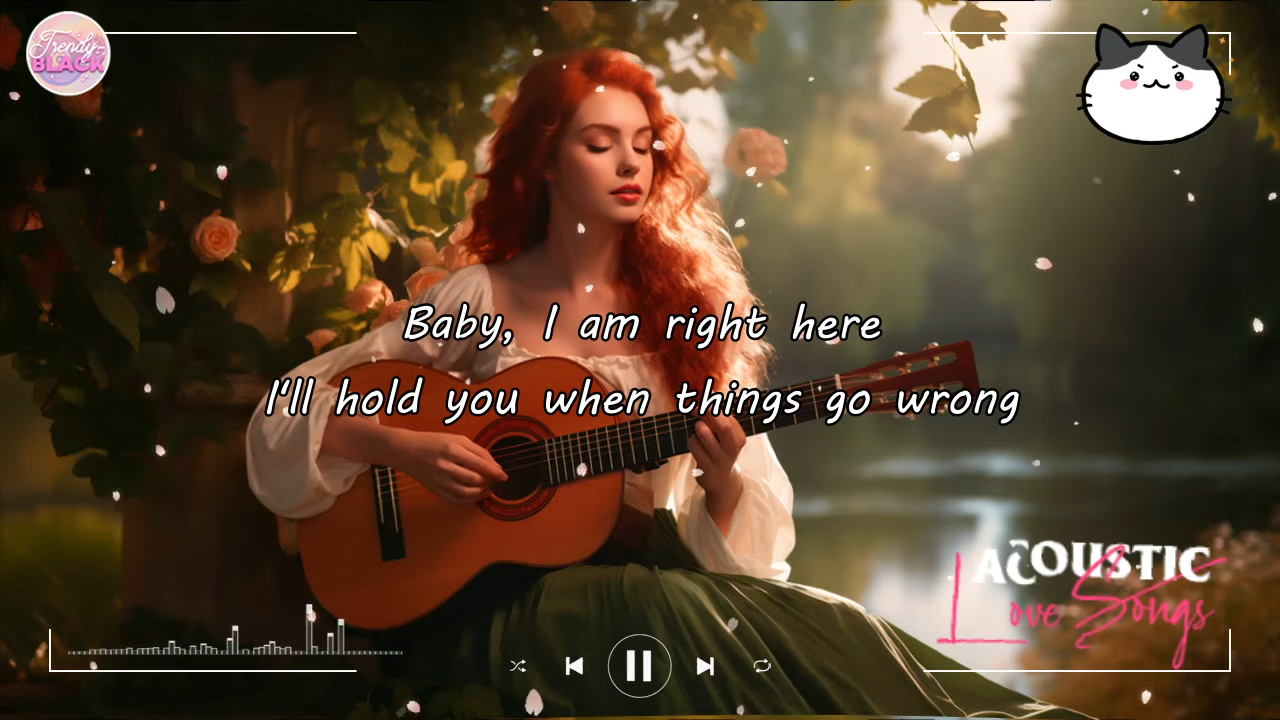 Trendy
BLACK
Baby, I am right here
I'll hold you when things go wrong
ACOUSTIC
Love Songs